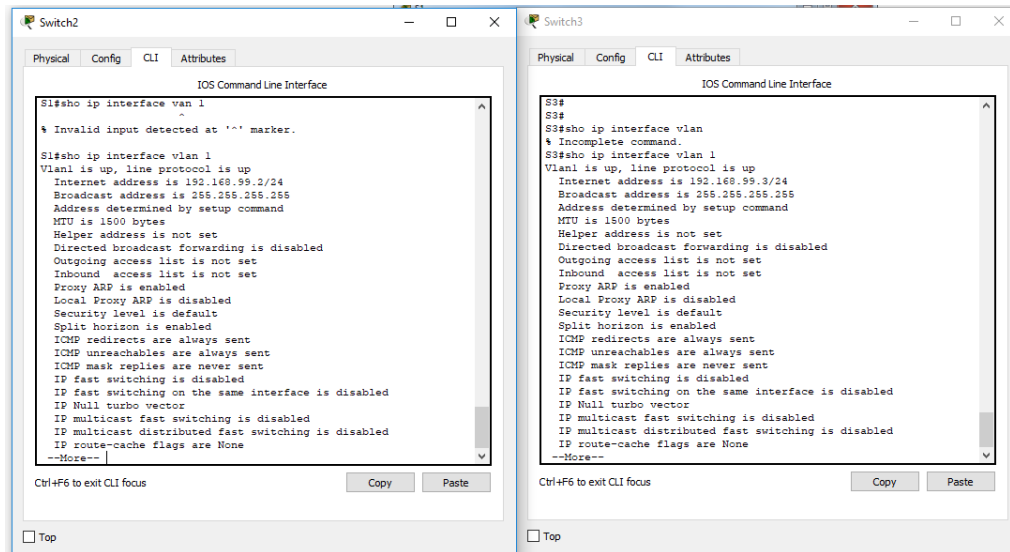 Switch2
Physical Config CLI Attributes
IOS Command Line Interface
S1#sho ip interface van 1
^
% Invalid input detected at '^' marker.
S1#sho ip interface vlan 1
Vlan1 is up, line protocol is up
Internet address is 192.168.99.2/24
Broadcast address is 255.255.255.255
Address determined by setup command
MTU is 1500 bytes
Helper address is not set
Directed broadcast forwarding is disabled
Outgoing access list is not set
Inbound  access list is not set
Proxy ARP is enabled
Local Proxy ARP is disabled
Security level is default
Split horizon is enabled
ICMP redirects are always sent
ICMP unreachables are always sent
ICMP mask replies are never sent
IP fast switching is disabled
IP fast switching on the same interface is disabled
IP Null turbo vector
IP multicast fast switching is disabled
IP multicast distributed fast switching is disabled
IP route-cache flags are None
--More--
Ctrl+F6 to exit CLI focus
Copy Paste
Top
Switch3
Physical Config CLI Attributes
IOS Command Line Interface
S3#
S3#
S3#sho ip interface vlan
% Incomplete command.
S3#sho ip interface vlan 1
Vlan1 is up, line protocol is up
Internet address is 192.168.99.3/24
Broadcast address is 255.255.255.255
Address determined by setup command
MTU is 1500 bytes
Helper address is not set
Directed broadcast forwarding is disabled
Outgoing access list is not set
Inbound  access list is not set
Proxy ARP is enabled
Local Proxy ARP is disabled
Security level is default
Split horizon is enabled
ICMP redirects are always sent
ICMP unreachables are always sent
ICMP mask replies are never sent
IP fast switching is disabled
IP fast switching on the same interface is disabled
IP Null turbo vector
IP multicast fast switching is disabled
IP multicast distributed fast switching is disabled
IP route-cache flags are None
--More--
Ctrl+F6 to exit CLI focus
Copy Paste
Top